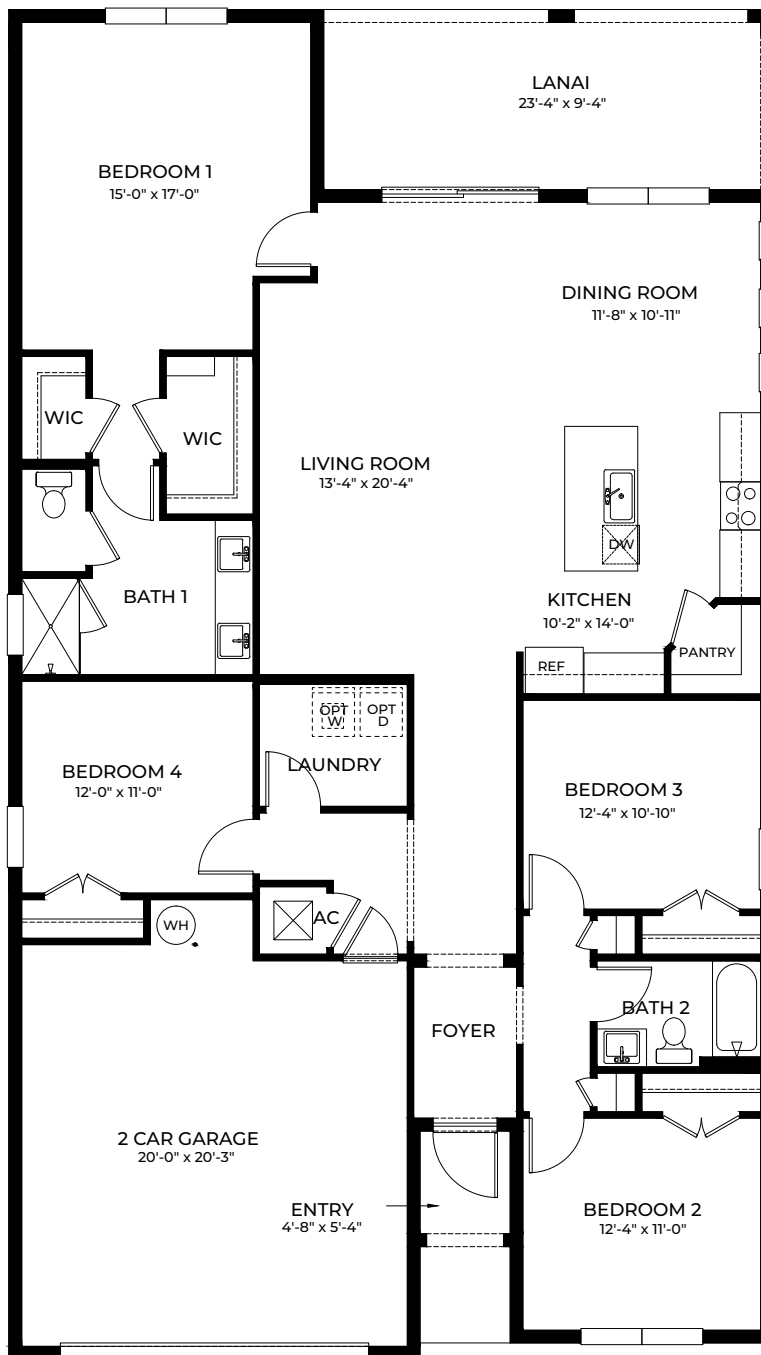 LANAI
23'-4" x 9'-4"
BEDROOM 1
15'-0" x 17'-0"
DINING ROOM
11'-8" x 10'-11"
WIC
WIC
LIVING ROOM
13'-4" x 20'-4"
DW
BATH 1
KITCHEN
10'-2" x 14'-0"
PANTRY
REF
OPT
W
OPT
D
LAUNDRY
BEDROOM 4
12'-0" x 11'-0"
BEDROOM 3
12'-4" x 10'-10"
WH
AC
BATH 2
FOYER
2 CAR GARAGE
20'-0" x 20'-3"
ENTRY
4'-8" x 5'-4"
BEDROOM 2
12'-4" x 11'-0"